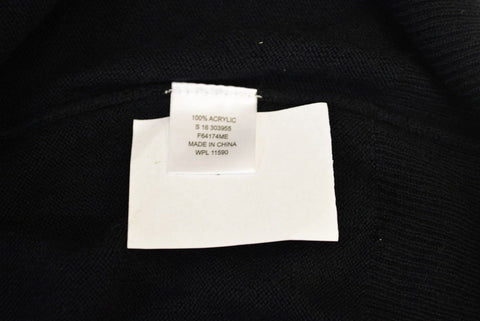 100% ACRYLIC
S 16 303955
F64174ME
MADE IN CHINA
WPL 11590